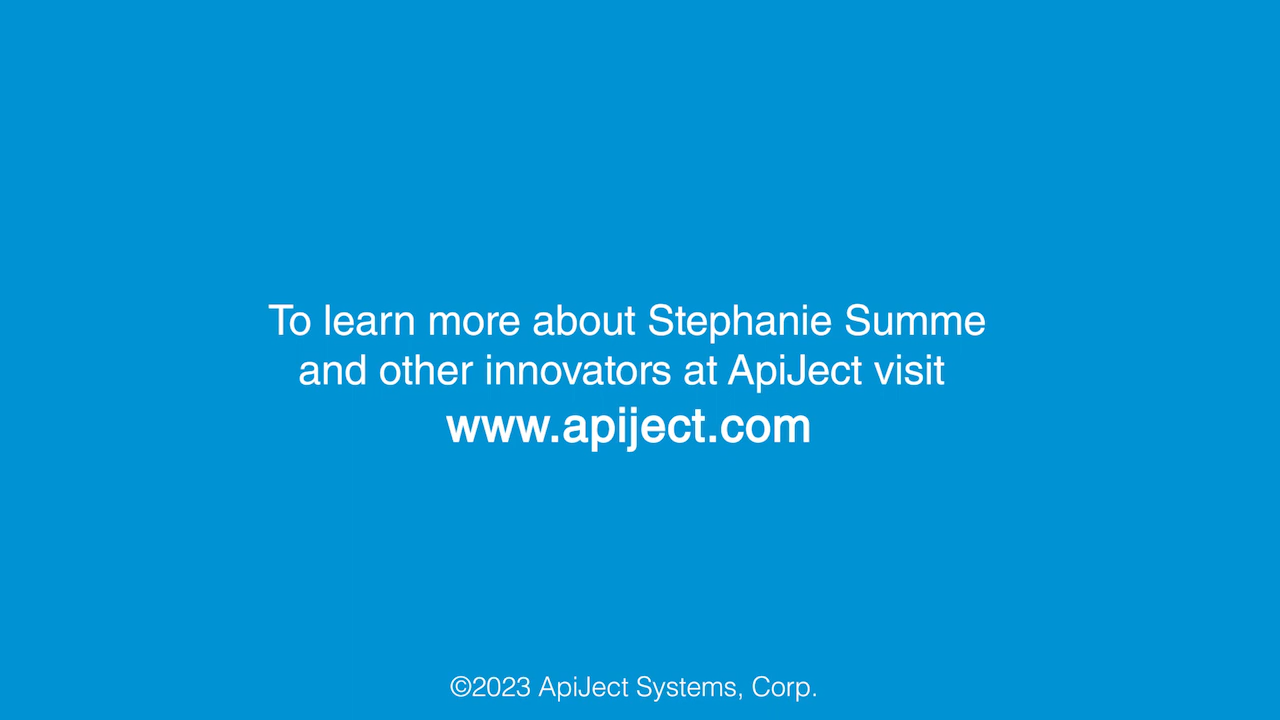 To learn more about Stephanie Summe
and other innovators at ApiJect visit
www.apiject.com
©2023 ApiJect Systems, Corp.